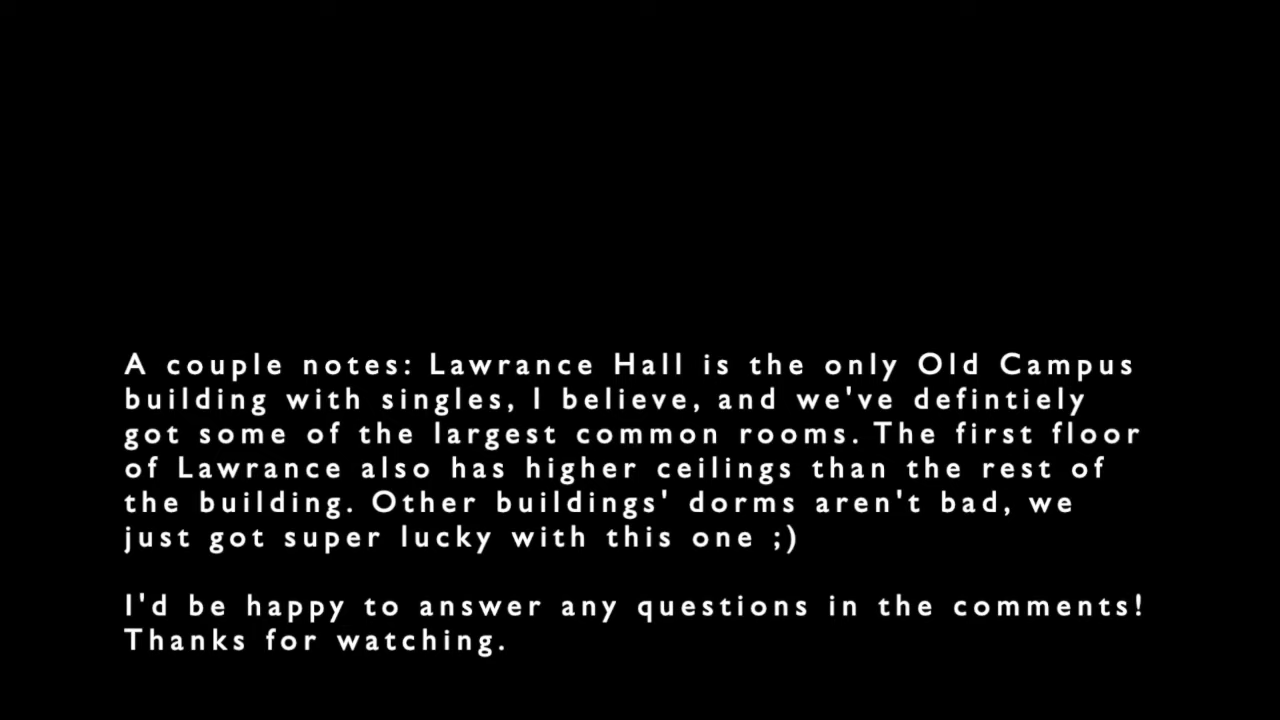 A couple notes: Lawrance Hall is the only Old Campus
building with singles, I believe, and we've defintiely
got some of the largest common rooms. The first floor
of Lawrance also has higher ceilings than the rest of
the building. Other buildings' dorms aren't bad, we
just got super lucky with this one ;)
I'd be happy to answer any questions in the comments!
Thanks for watching.